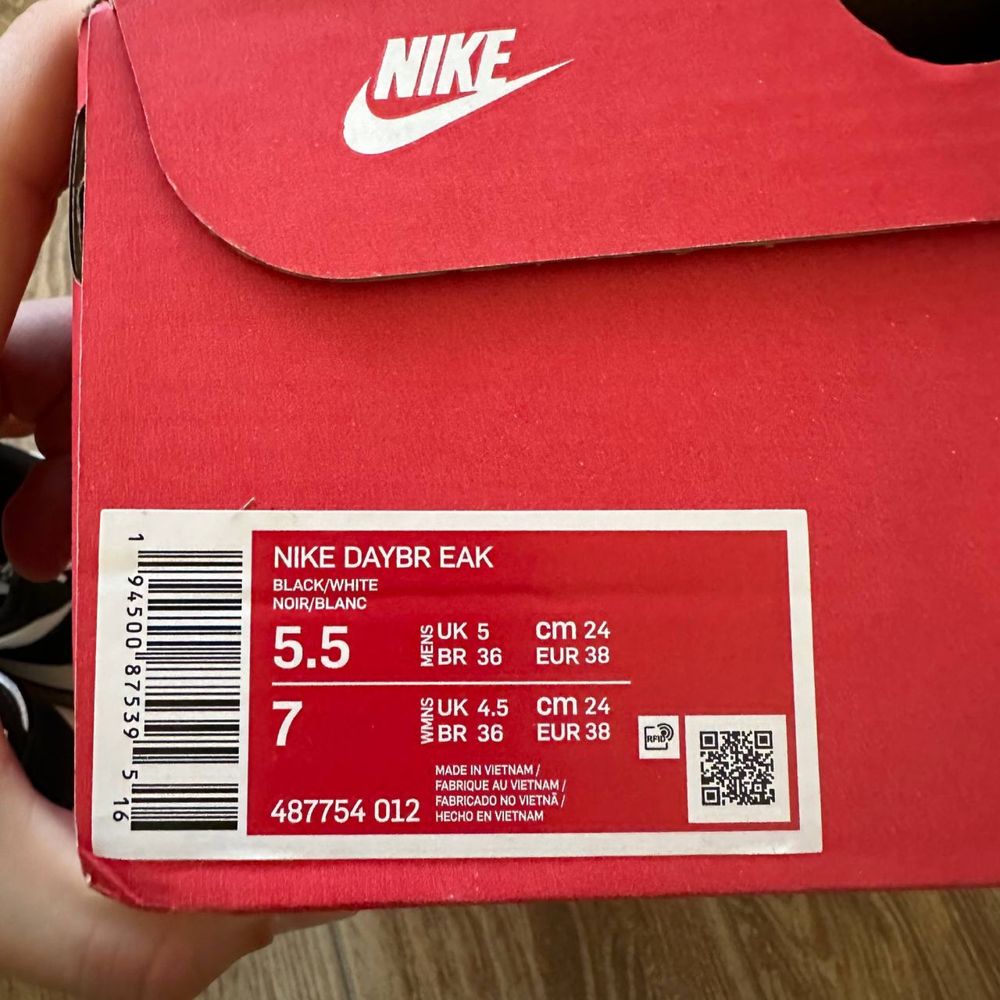 NIKE
NIKE DAYBR EAK
BLACK/WHITE
NOIR/BLANC
5.5 MENS UK 5 cm 24
BR 36 EUR 38
7 WMNS UK 4.5 cm 24
BR 36 EUR 38
RFID
MADE IN VIETNAM /
FABRIQUE AU VIETNAM /
FABRICADO NO VIETNÃ /
HECHO EN VIETNAM
487754 012
1 94500 87539 5 16